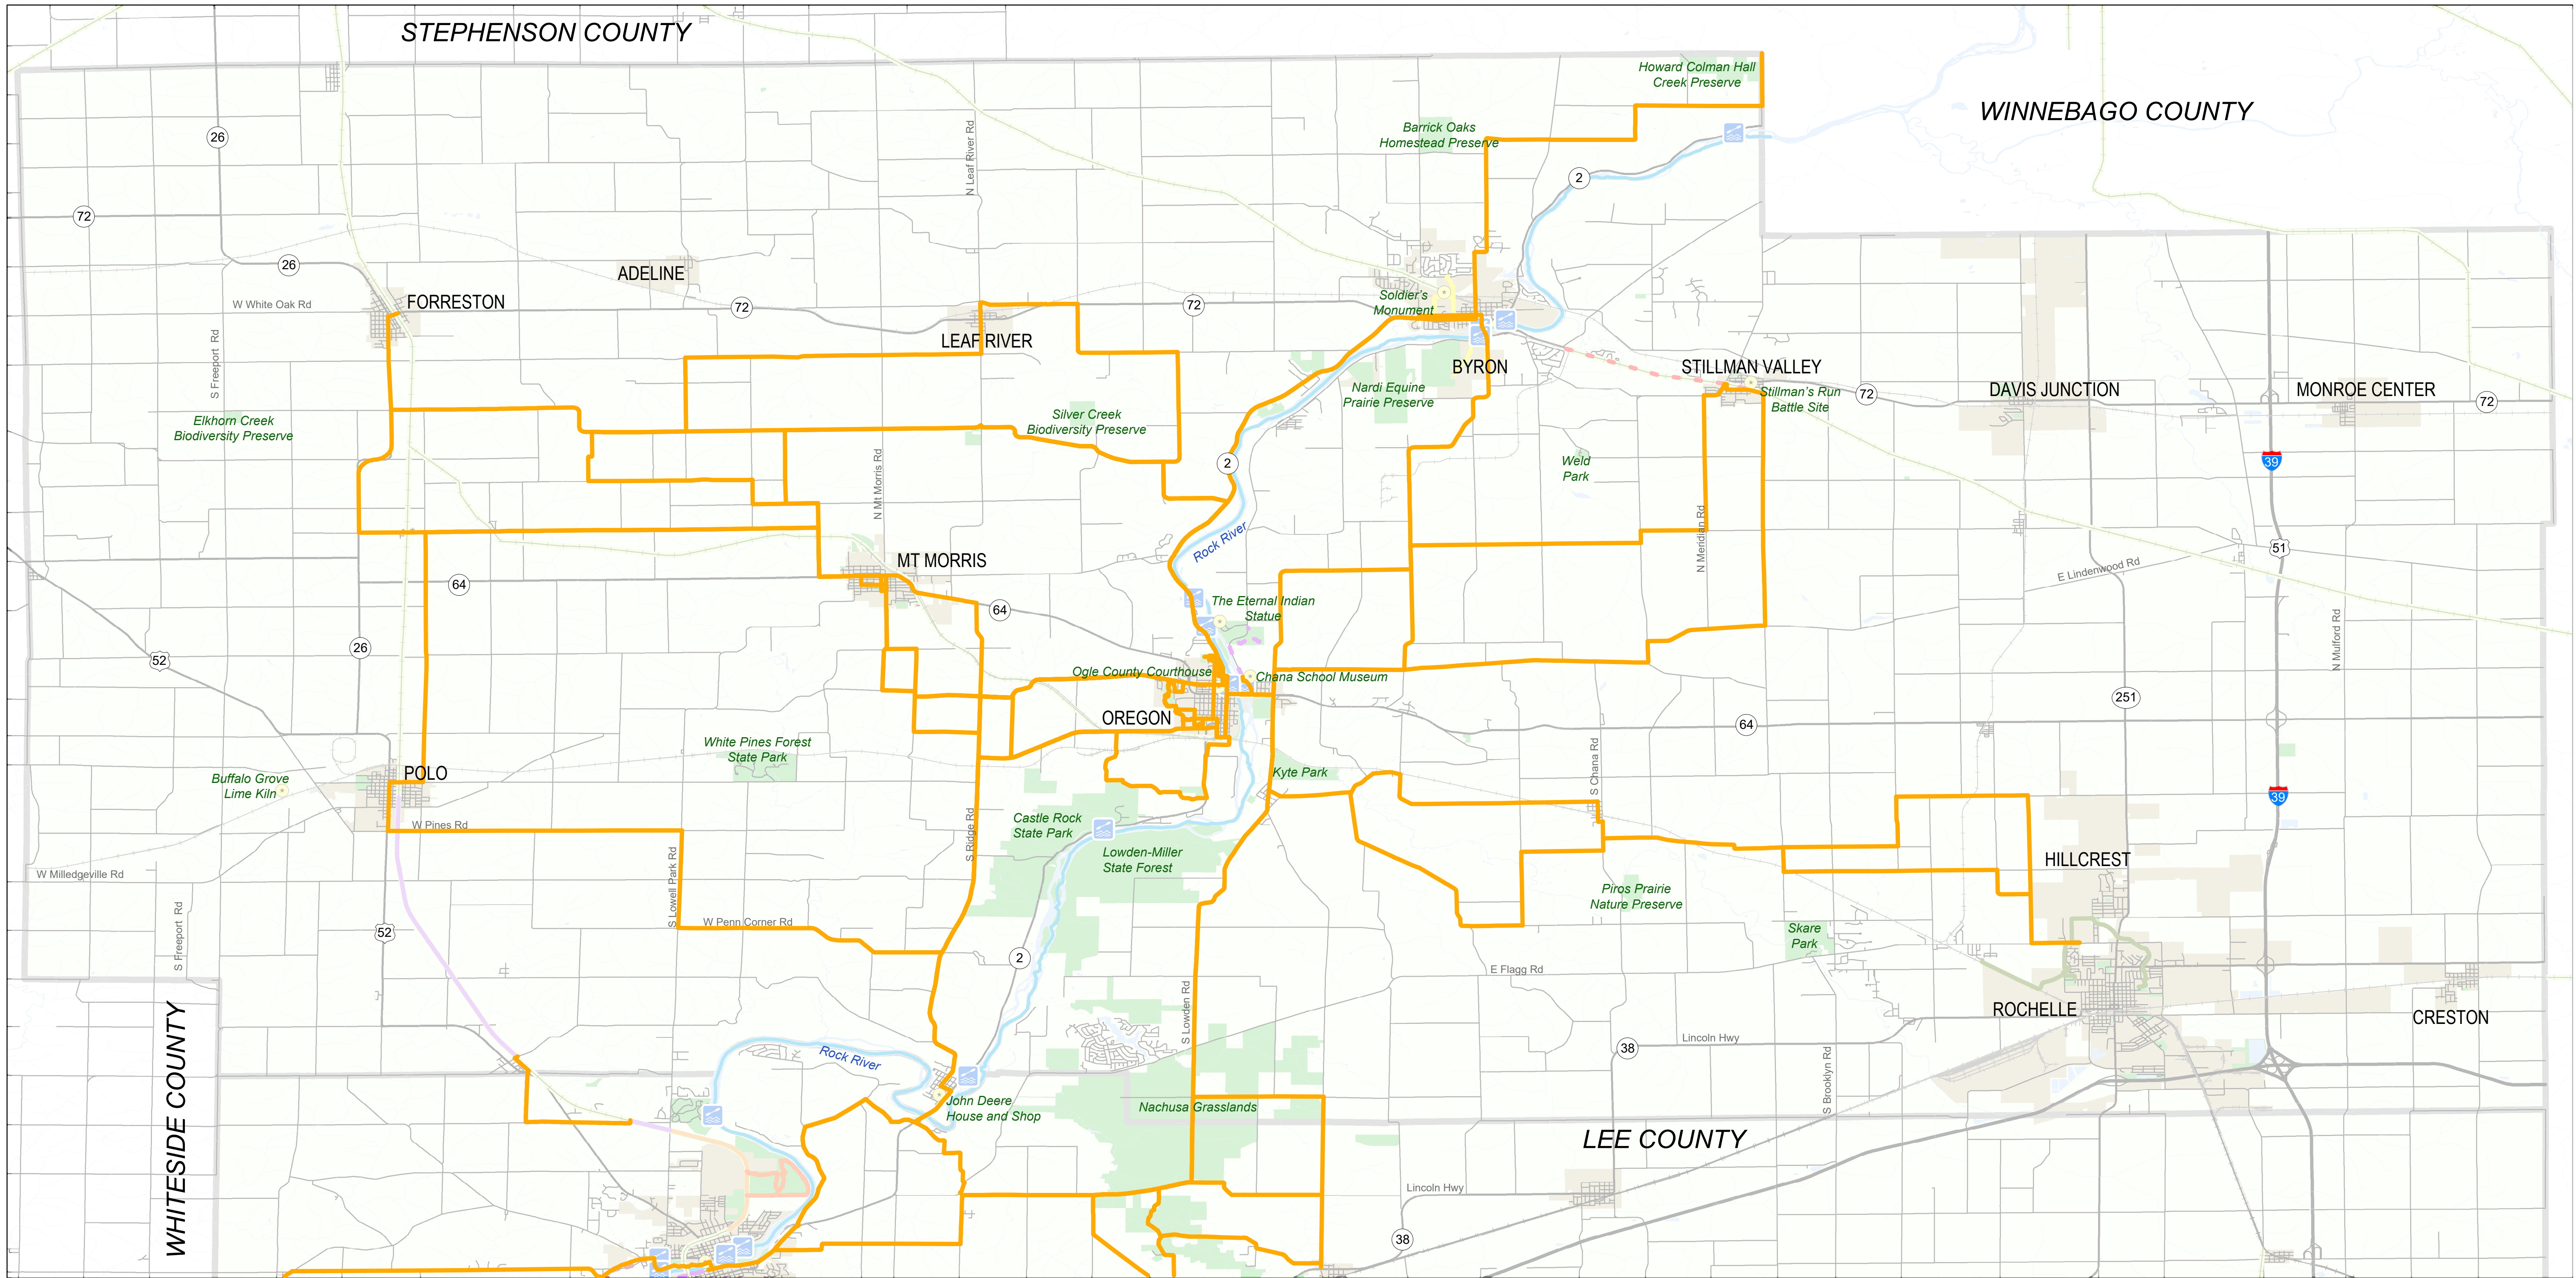 STEPHENSON COUNTY
WINNEBAGO COUNTY
Howard Colman Hall
Creek Preserve
Barrick Oaks
Homestead Preserve
26
2
N Leaf River Rd
72
26
ADELINE
FORRESTON
W White Oak Rd
72
72
Soldier's
Monument
LEAF RIVER
S Freeport Rd
BYRON
STILLMAN VALLEY
Stillman's Run
Battle Site
72
DAVIS JUNCTION
MONROE CENTER
72
Nardi Equine
Prairie Preserve
Elkhorn Creek
Biodiversity Preserve
Silver Creek
Biodiversity Preserve
N Mt Morris Rd
2
Weld
Park
39
Rock River
N Meridian Rd
51
E Lindenwood Rd
MT MORRIS
64
64
The Eternal Indian
Statue
26
52
N Mulford Rd
Ogle County Courthouse
Chana School Museum
251
OREGON
64
White Pines Forest
State Park
S Chana Rd
POLO
Buffalo Grove
Lime Kiln
Kyte Park
39
W Pines Rd
S Ridge Rd
Castle Rock
State Park
Lowden-Miller
State Forest
HILLCREST
W Milledgeville Rd
S Lowell Park Rd
Piros Prairie
Nature Preserve
S Freeport Rd
W Penn Corner Rd
52
Skare
Park
2
E Flagg Rd
S Lowden Rd
ROCHELLE
CRESTON
WHITESIDE COUNTY
Rock River
38
Lincoln Hwy
S Brooklyn Rd
John Deere
House and Shop
Nachusa Grasslands
LEE COUNTY
Lincoln Hwy
38